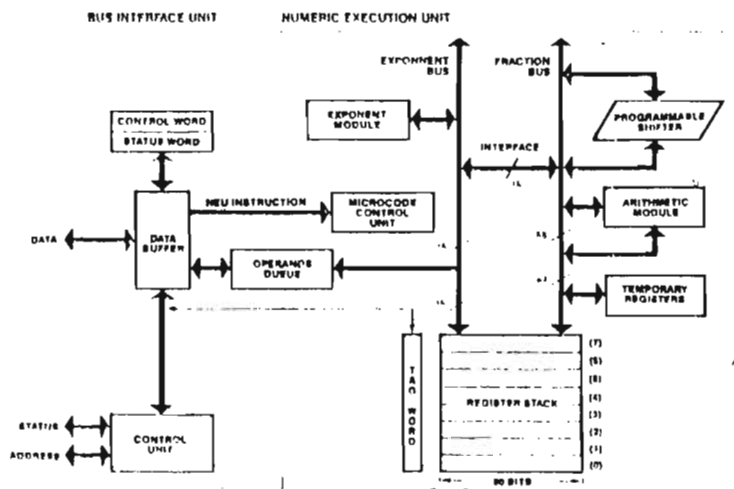 BUS INTERFACE UNIT
NUMERIC EXECUTION UNIT
EXPONENT
BUS
FRACTION
BUS
EXPONENT
MODULE
PROGRAMMABLE
SHIFTER
CONTROL WORD
STATUS WORD
INTERFACE
16
NEU INSTRUCTION
MICROCODE
CONTROL
UNIT
ARITHMETIC
MODULE
DATA
DATA
BUFFER
OPERANDS
QUEUE
TEMPORARY
REGISTERS
TAG WORD
REGISTER STACK
(7)
(6)
(5)
(4)
(3)
(2)
(1)
(0)
STATUS
ADDRESS
CONTROL
UNIT
80 BITS